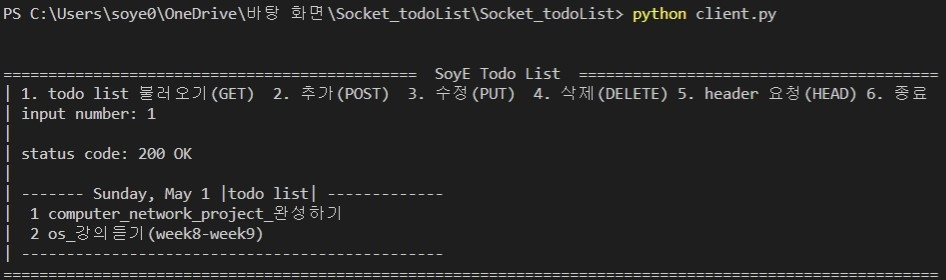 PS C:\Users\soye0\OneDrive\바탕 화면\Socket_todoList\Socket_todoList> python client.py
============================================  SoyE Todo List  ======================================
| 1. todo list 불러오기(GET)  2. 추가(POST)  3. 수정(PUT)  4. 삭제(DELETE) 5. header 요청(HEAD) 6. 종료
| input number: 1
|
| status code: 200 OK
|
| ------- Sunday, May 1 |todo list| -------------
|  1 computer_network_project_완성하기
|  2 os_강의듣기(week8-week9)
| -----------------------------------------------
====================================================================================================